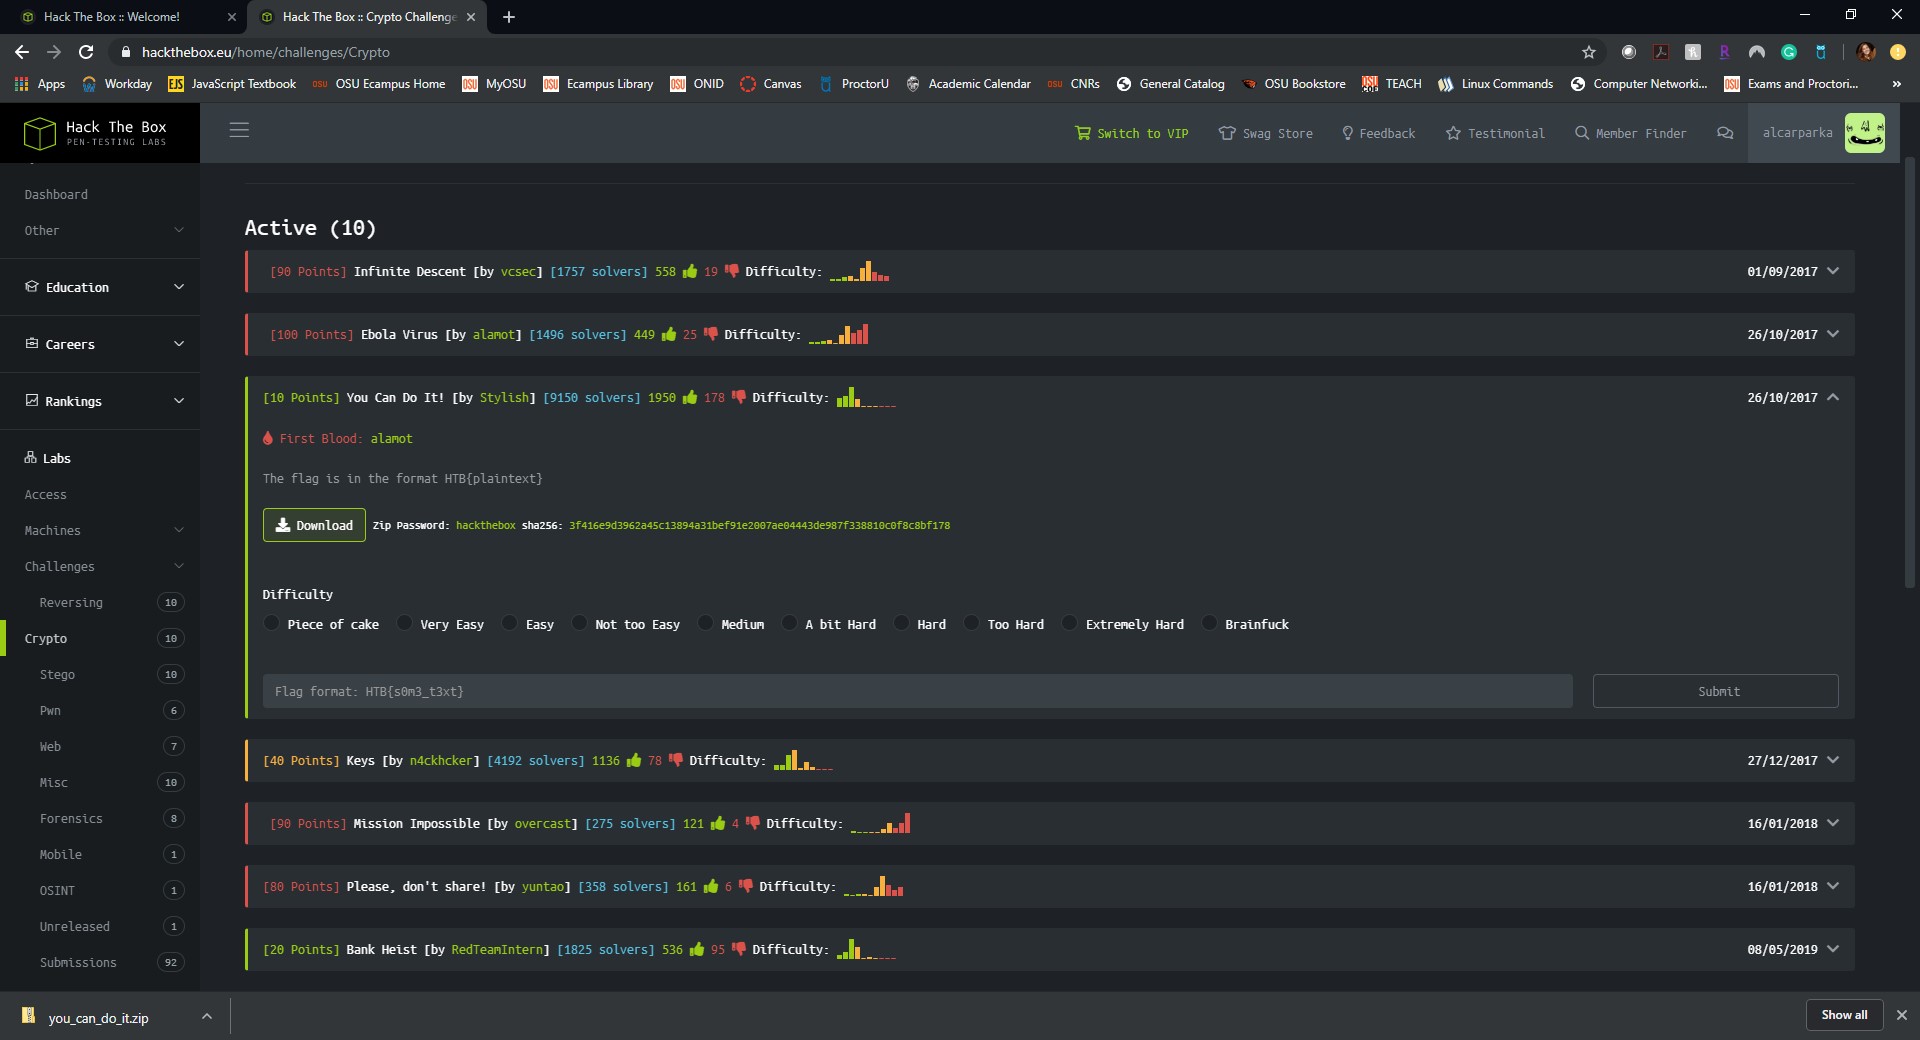 Hack The Box :: Welcome!
Hack The Box :: Crypto Challenge
hackthebox.eu/home/challenges/Crypto
Apps Workday EJS JavaScript Textbook OSU OSU Ecampus Home OSU MyOSU OSU Ecampus Library OSU ONID Canvas ProctorU Academic Calendar OSU CNRs General Catalog OSU Bookstore TEACH Linux Commands Computer Networki... OSU Exams and Proctori... »
Hack The Box
PEN-TESTING LABS
Switch to VIP Swag Store Feedback Testimonial Member Finder alcarparka
Dashboard
Other
Education
Careers
Rankings
Labs
Access
Machines
Challenges
Reversing 10
Crypto 10
Stego 10
Pwn 6
Web 7
Misc 10
Forensics 8
Mobile 1
OSINT 1
Unreleased 1
Submissions 92
Active (10)
[90 Points] Infinite Descent [by vcsec] [1757 solvers] 558 19 Difficulty: 01/09/2017
[100 Points] Ebola Virus [by alamot] [1496 solvers] 449 25 Difficulty: 26/10/2017
[10 Points] You Can Do It! [by Stylish] [9150 solvers] 1950 178 Difficulty: 26/10/2017
First Blood: alamot
The flag is in the format HTB{plaintext}
Download Zip Password: hackthebox sha256: 3f416e9d3962a45c13894a31bef91e2007ae04443de987f338810c0f8c8bf178
Difficulty
Piece of cake Very Easy Easy Not too Easy Medium A bit Hard Hard Too Hard Extremely Hard Brainfuck
Flag format: HTB{s0m3_t3xt} Submit
[40 Points] Keys [by n4ckhcker] [4192 solvers] 1136 78 Difficulty: 27/12/2017
[90 Points] Mission Impossible [by overcast] [275 solvers] 121 4 Difficulty: 16/01/2018
[80 Points] Please, don't share! [by yuntao] [358 solvers] 161 6 Difficulty: 16/01/2018
[20 Points] Bank Heist [by RedTeamIntern] [1825 solvers] 536 95 Difficulty: 08/05/2019
you_can_do_it.zip
Show all